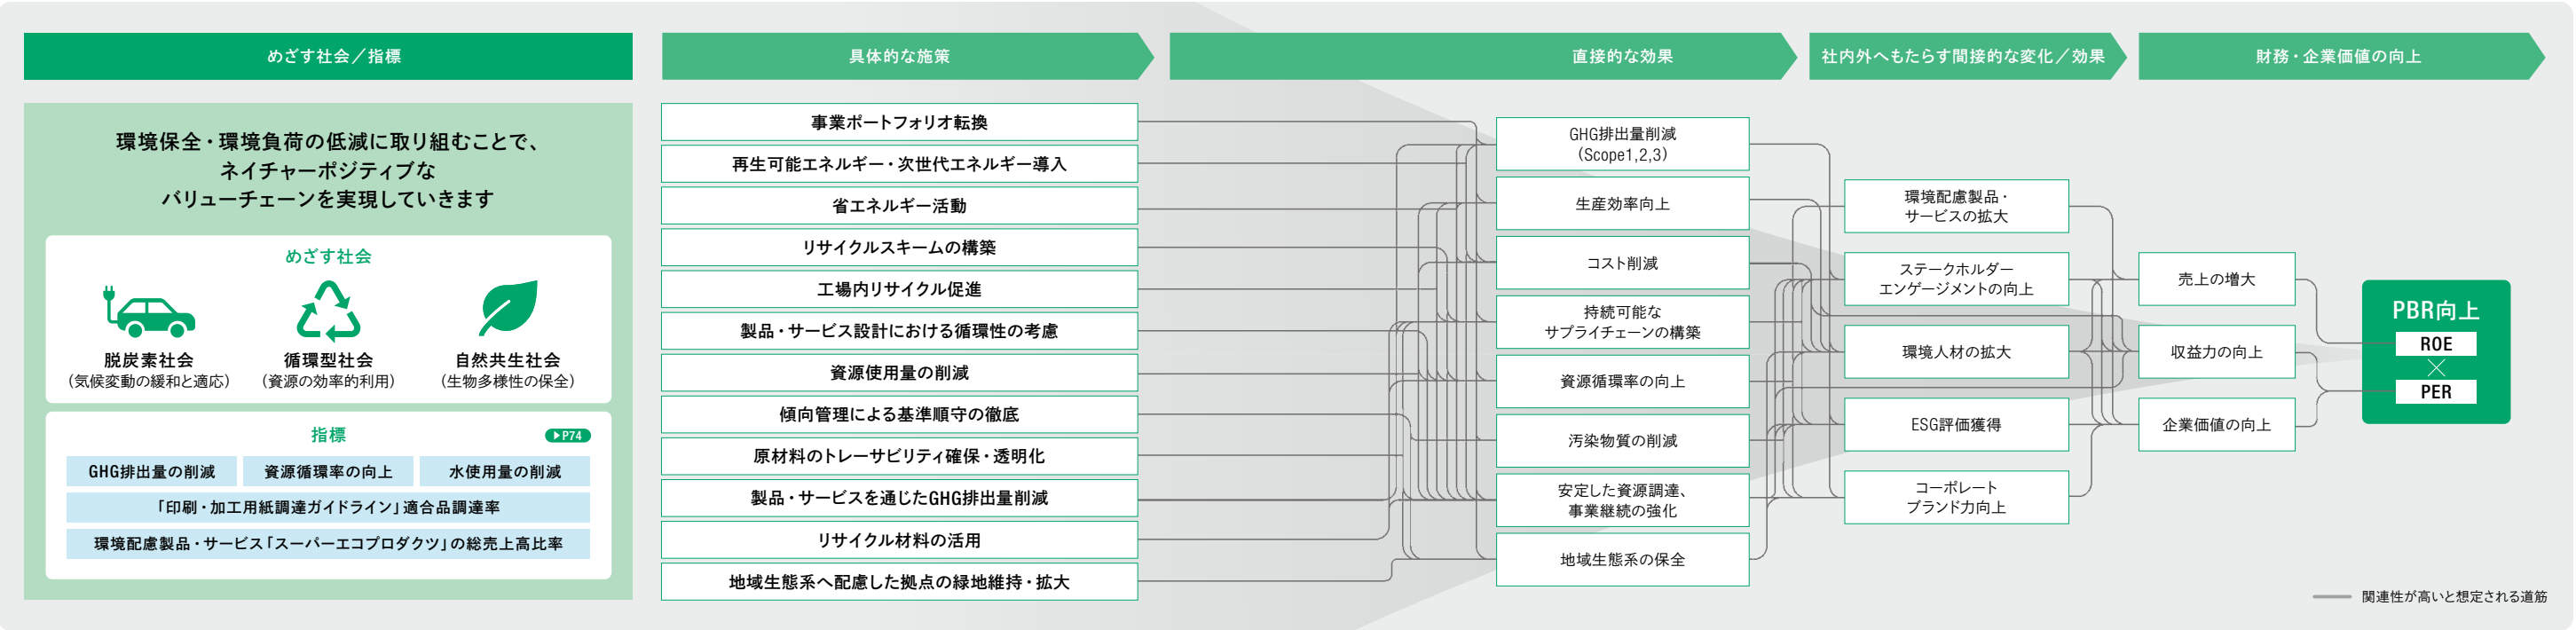 めざす社会／指標
環境保全・環境負荷の低減に取り組むことで、
ネイチャーポジティブな
バリューチェーンを実現していきます
めざす社会
脱炭素社会
（気候変動の緩和と適応）
循環型社会
（資源の効率的利用）
自然共生社会
（生物多様性の保全）
指標
P74
GHG排出量の削減
資源循環率の向上
水使用量の削減
「印刷・加工用紙調達ガイドライン」適合品調達率
環境配慮製品・サービス「スーパーエコプロダクツ」の総売上高比率
具体的な施策
事業ポートフォリオ転換
再生可能エネルギー・次世代エネルギー導入
省エネルギー活動
リサイクルスキームの構築
工場内リサイクル促進
製品・サービス設計における循環性の考慮
資源使用量の削減
傾向管理による基準順守の徹底
原材料のトレーサビリティ確保・透明化
製品・サービスを通じたGHG排出量削減
リサイクル材料の活用
地域生態系へ配慮した拠点の緑地維持・拡大
直接的な効果
GHG排出量削減
（Scope1,2,3）
生産効率向上
コスト削減
持続可能な
サプライチェーンの構築
資源循環率の向上
汚染物質の削減
安定した資源調達、
事業継続の強化
地域生態系の保全
社内外へもたらす間接的な変化／効果
環境配慮製品・
サービスの拡大
ステークホルダー
エンゲージメントの向上
環境人材の拡大
ESG評価獲得
コーポレート
ブランド力向上
財務・企業価値の向上
売上の増大
収益力の向上
企業価値の向上
PBR向上
ROE
×
PER
関連性が高いと想定される道筋